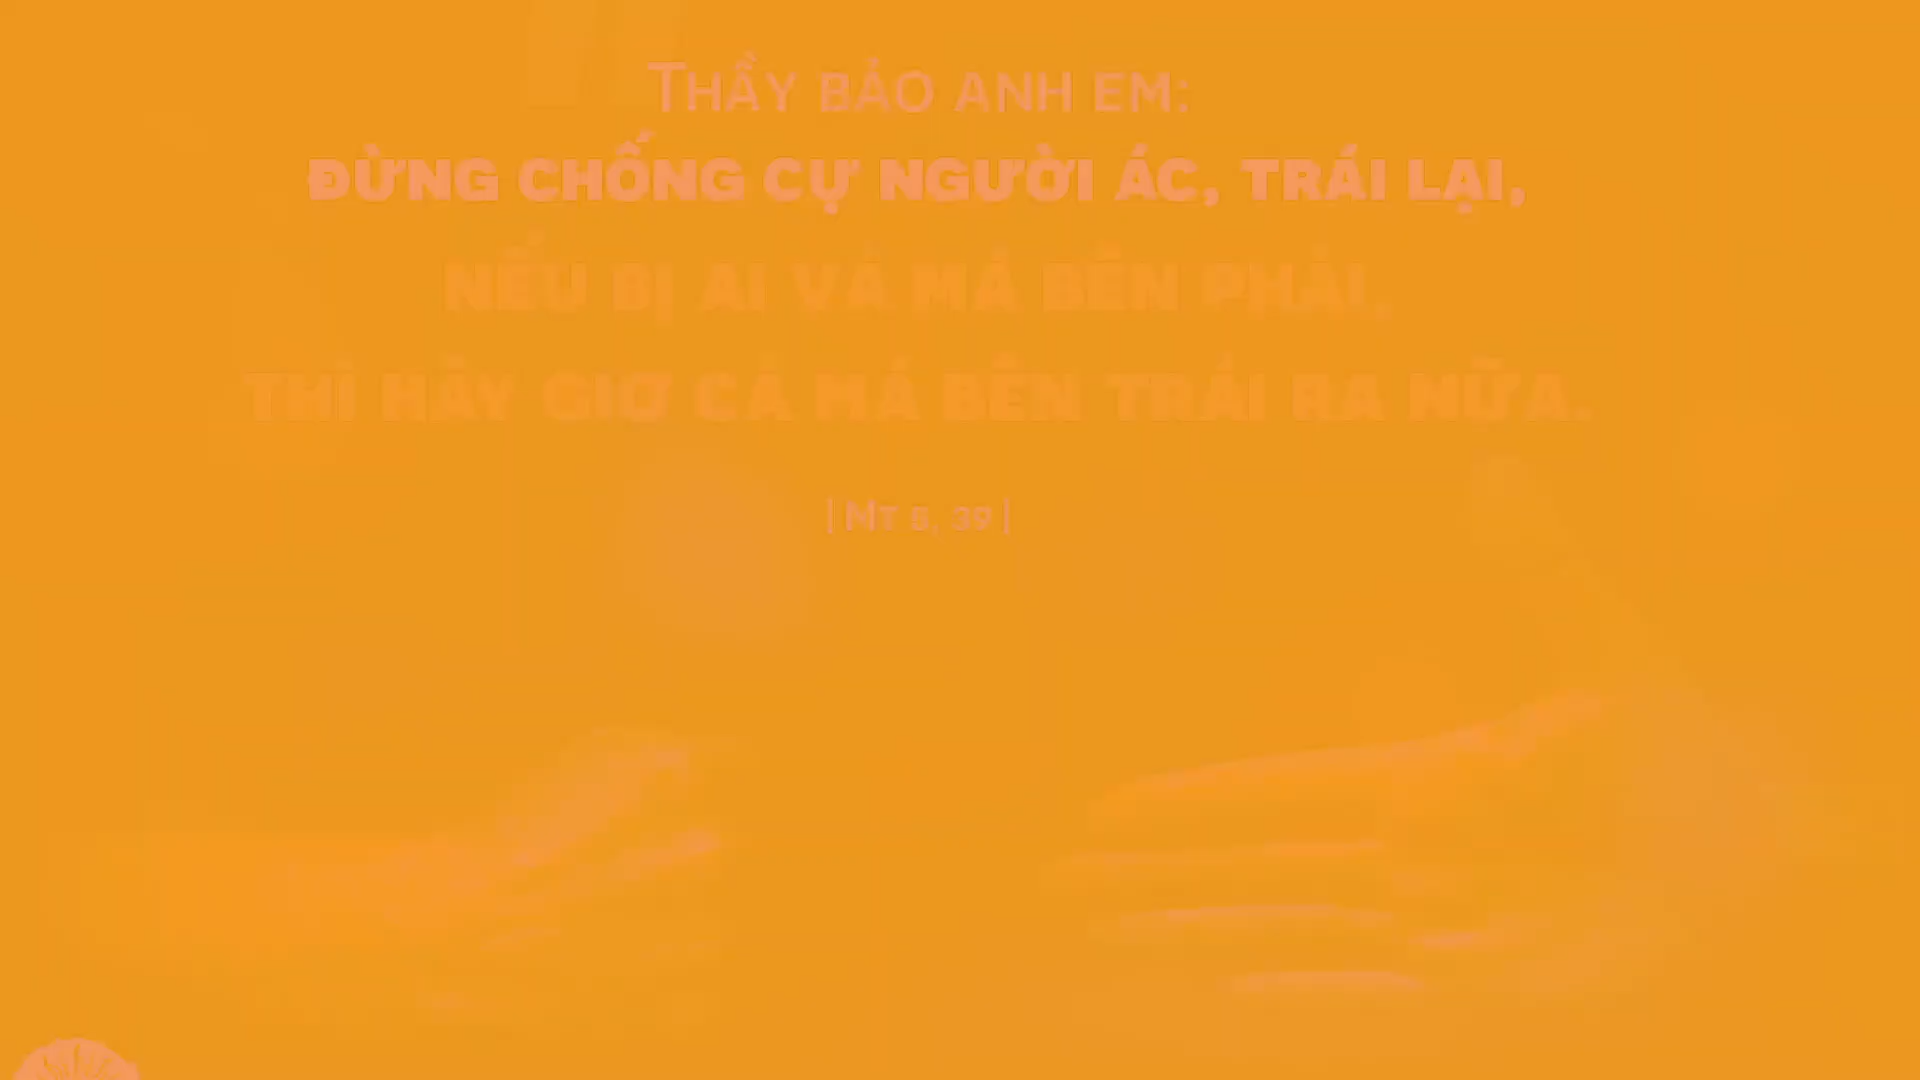 THẦY BẢO ANH EM:
ĐỪNG CHỐNG CỰ NGƯỜI ÁC, TRÁI LẠI,
NẾU BỊ AI VẢ MÁ BÊN PHẢI,
THÌ HÃY GIƠ CẢ MÁ BÊN TRÁI RA NỮA.
| MT 5, 39 |